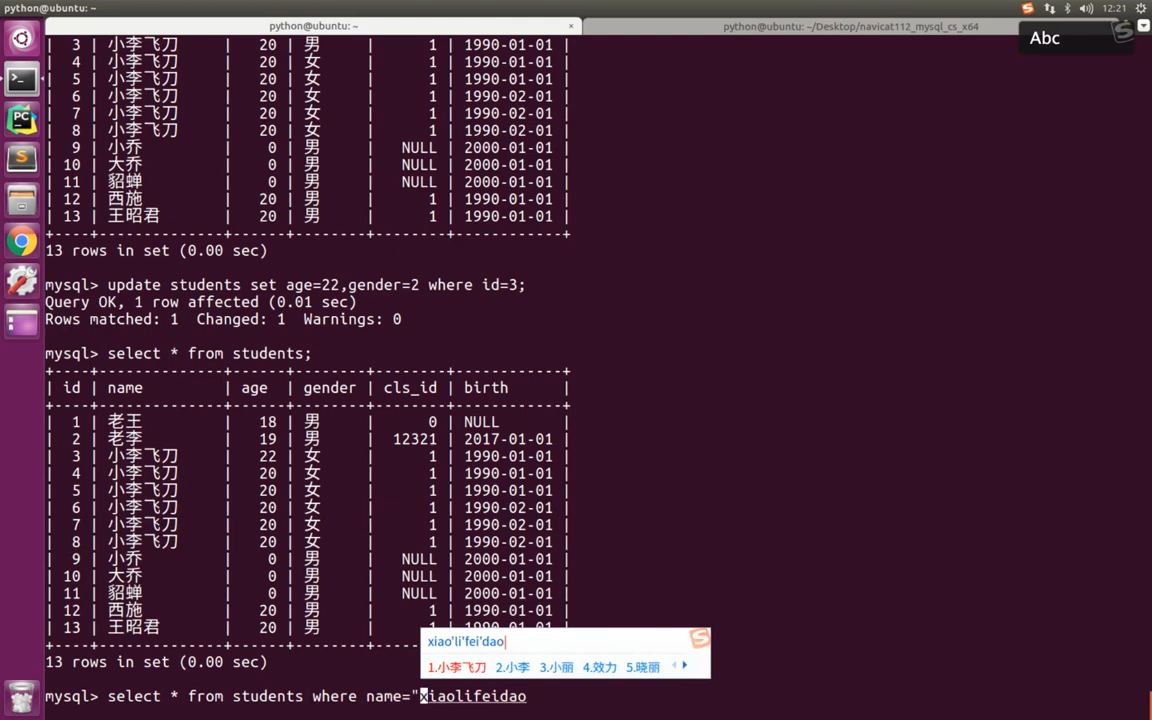 python@ubuntu: ~
12:21
python@ubuntu: ~ ×
python@ubuntu: ~/Desktop/navicat112_mysql_cs_x64
Abc
| 3 | 小李飞刀 | 20 | 男 | 1 | 1990-01-01 |
| 4 | 小李飞刀 | 20 | 女 | 1 | 1990-01-01 |
| 5 | 小李飞刀 | 20 | 女 | 1 | 1990-01-01 |
| 6 | 小李飞刀 | 20 | 女 | 1 | 1990-02-01 |
| 7 | 小李飞刀 | 20 | 女 | 1 | 1990-02-01 |
| 8 | 小李飞刀 | 20 | 女 | 1 | 1990-02-01 |
| 9 | 小乔 | 0 | 男 | NULL | 2000-01-01 |
| 10 | 大乔 | 0 | 男 | NULL | 2000-01-01 |
| 11 | 貂蝉 | 0 | 男 | NULL | 2000-01-01 |
| 12 | 西施 | 20 | 男 | 1 | 1990-01-01 |
| 13 | 王昭君 | 20 | 男 | 1 | 1990-01-01 |
+----+--------------+------+--------+--------+------------+
13 rows in set (0.00 sec)
mysql> update students set age=22,gender=2 where id=3;
Query OK, 1 row affected (0.01 sec)
Rows matched: 1  Changed: 1  Warnings: 0
mysql> select * from students;
+----+--------------+------+--------+--------+------------+
| id | name | age | gender | cls_id | birth |
+----+--------------+------+--------+--------+------------+
| 1 | 老王 | 18 | 男 | 0 | NULL |
| 2 | 老李 | 19 | 男 | 12321 | 2017-01-01 |
| 3 | 小李飞刀 | 22 | 女 | 1 | 1990-01-01 |
| 4 | 小李飞刀 | 20 | 女 | 1 | 1990-01-01 |
| 5 | 小李飞刀 | 20 | 女 | 1 | 1990-01-01 |
| 6 | 小李飞刀 | 20 | 女 | 1 | 1990-02-01 |
| 7 | 小李飞刀 | 20 | 女 | 1 | 1990-02-01 |
| 8 | 小李飞刀 | 20 | 女 | 1 | 1990-02-01 |
| 9 | 小乔 | 0 | 男 | NULL | 2000-01-01 |
| 10 | 大乔 | 0 | 男 | NULL | 2000-01-01 |
| 11 | 貂蝉 | 0 | 男 | NULL | 2000-01-01 |
| 12 | 西施 | 20 | 男 | 1 | 1990-01-01 |
| 13 | 王昭君 | 20 | 男 | 1 | 1990-01-01 |
+----+--------------+------+--------+--------+------------+
xiao'li'fei'dao
1.小李飞刀 2.小李 3.小丽 4.效力 5.晓丽
13 rows in set (0.00 sec)
mysql> select * from students where name="xiaolifeidao